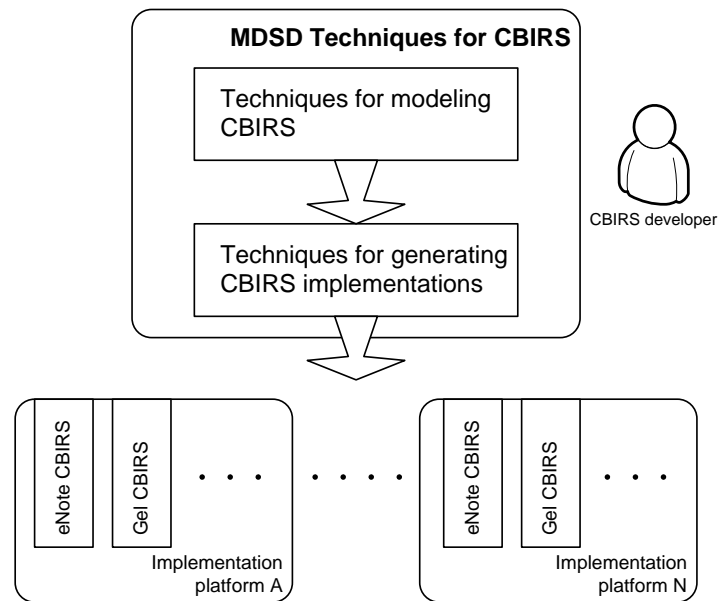 MDSD Techniques for CBIRS
Techniques for modeling
CBIRS
CBIRS developer
Techniques for generating
CBIRS implementations
eNote CBIRS
Gel CBIRS
. . .
. . . .
eNote CBIRS
Gel CBIRS
. . .
Implementation
platform A
Implementation
platform N